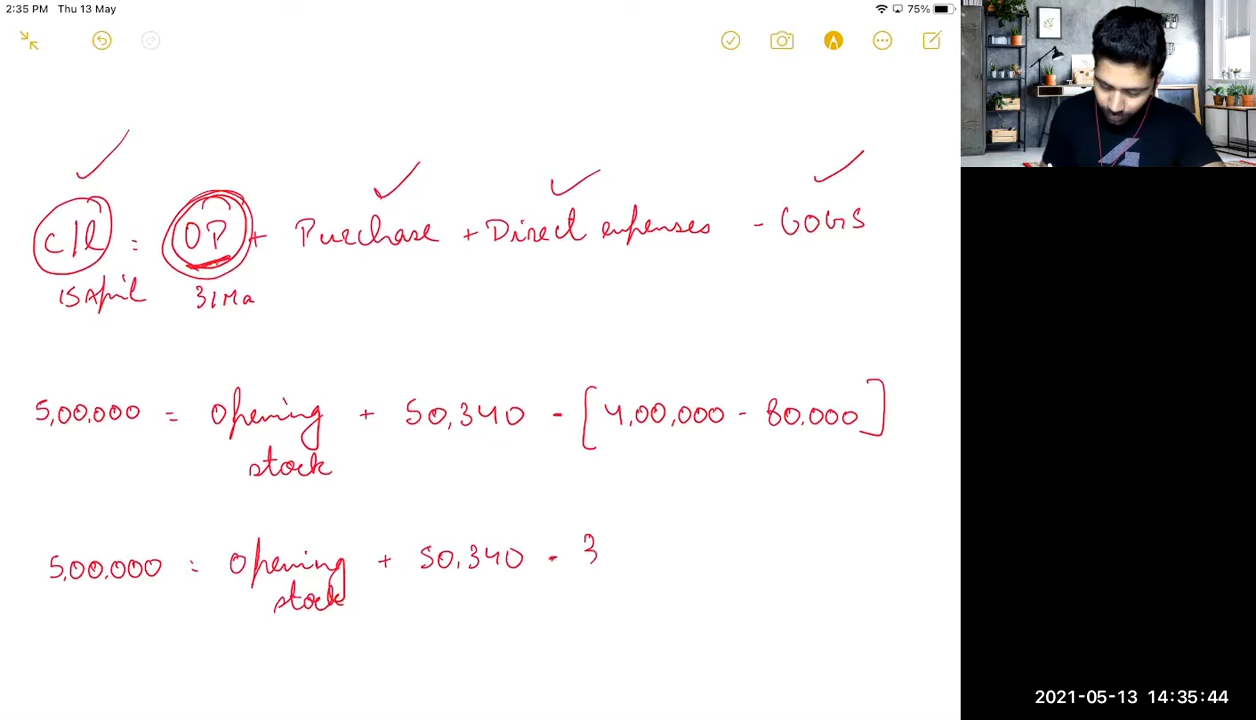 2:35 PM Thu 13 May 75%
C/l : OP + Purchase + Direct expenses - COGS
15 April 31 Ma
5,00,000 = Opening + 50,340 - [4,00,000 - 80,000]
stock
5,00,000 = Opening + 50,340 - 3
stock
2021-05-13 14:35:44